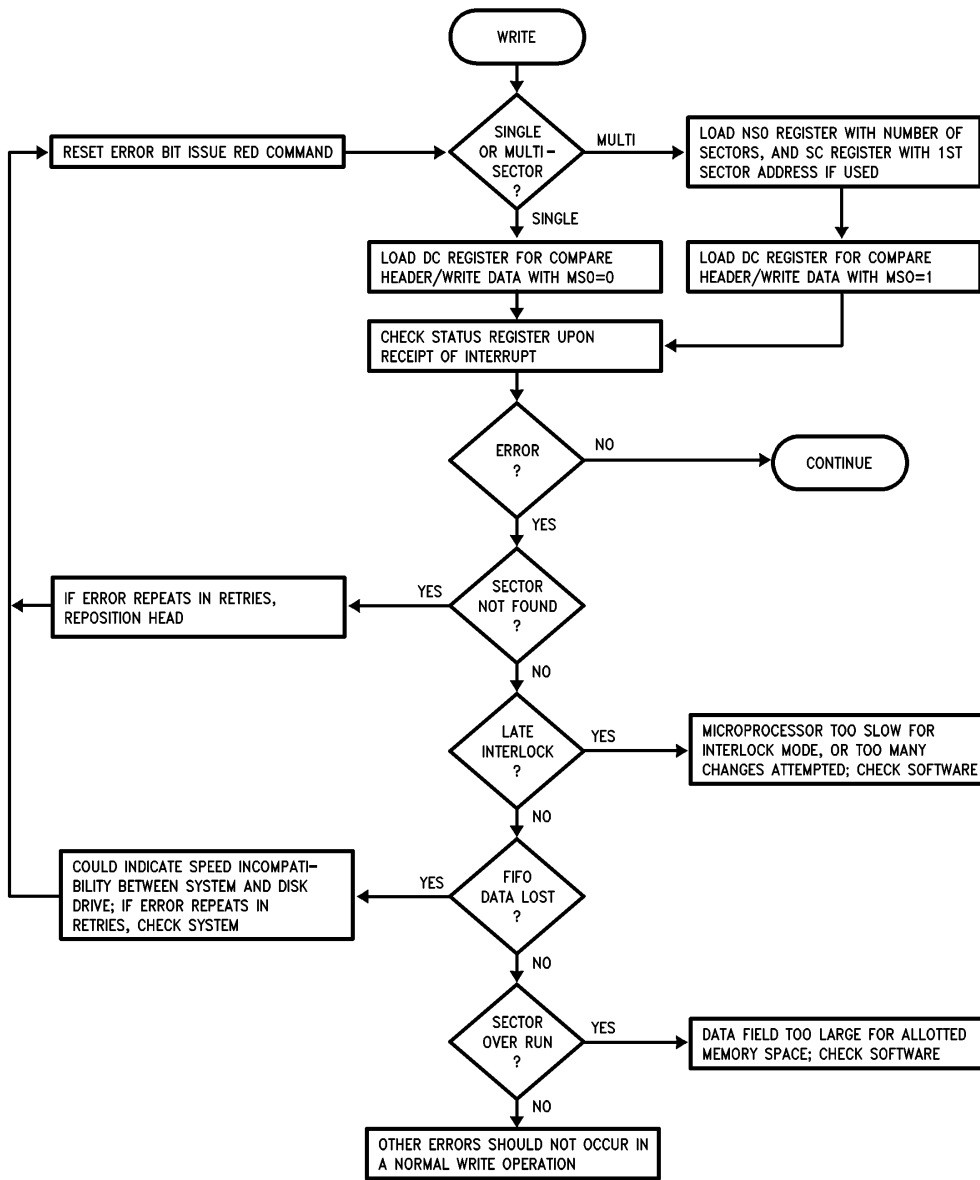 WRITE
SINGLE
OR MULTI-
SECTOR
?
MULTI
LOAD NSO REGISTER WITH NUMBER OF
SECTORS, AND SC REGISTER WITH 1ST
SECTOR ADDRESS IF USED
RESET ERROR BIT ISSUE RED COMMAND
SINGLE
LOAD DC REGISTER FOR COMPARE
HEADER/WRITE DATA WITH MSO=0
LOAD DC REGISTER FOR COMPARE
HEADER/WRITE DATA WITH MSO=1
CHECK STATUS REGISTER UPON
RECEIPT OF INTERRUPT
ERROR
?
NO
CONTINUE
YES
SECTOR
NOT FOUND
?
YES
IF ERROR REPEATS IN RETRIES,
REPOSITION HEAD
NO
LATE
INTERLOCK
?
YES
MICROPROCESSOR TOO SLOW FOR
INTERLOCK MODE, OR TOO MANY
CHANGES ATTEMPTED; CHECK SOFTWARE
NO
FIFO
DATA LOST
?
YES
COULD INDICATE SPEED INCOMPATI-
BILITY BETWEEN SYSTEM AND DISK
DRIVE; IF ERROR REPEATS IN
RETRIES, CHECK SYSTEM
NO
SECTOR
OVER RUN
?
YES
DATA FIELD TOO LARGE FOR ALLOTTED
MEMORY SPACE; CHECK SOFTWARE
NO
OTHER ERRORS SHOULD NOT OCCUR IN
A NORMAL WRITE OPERATION